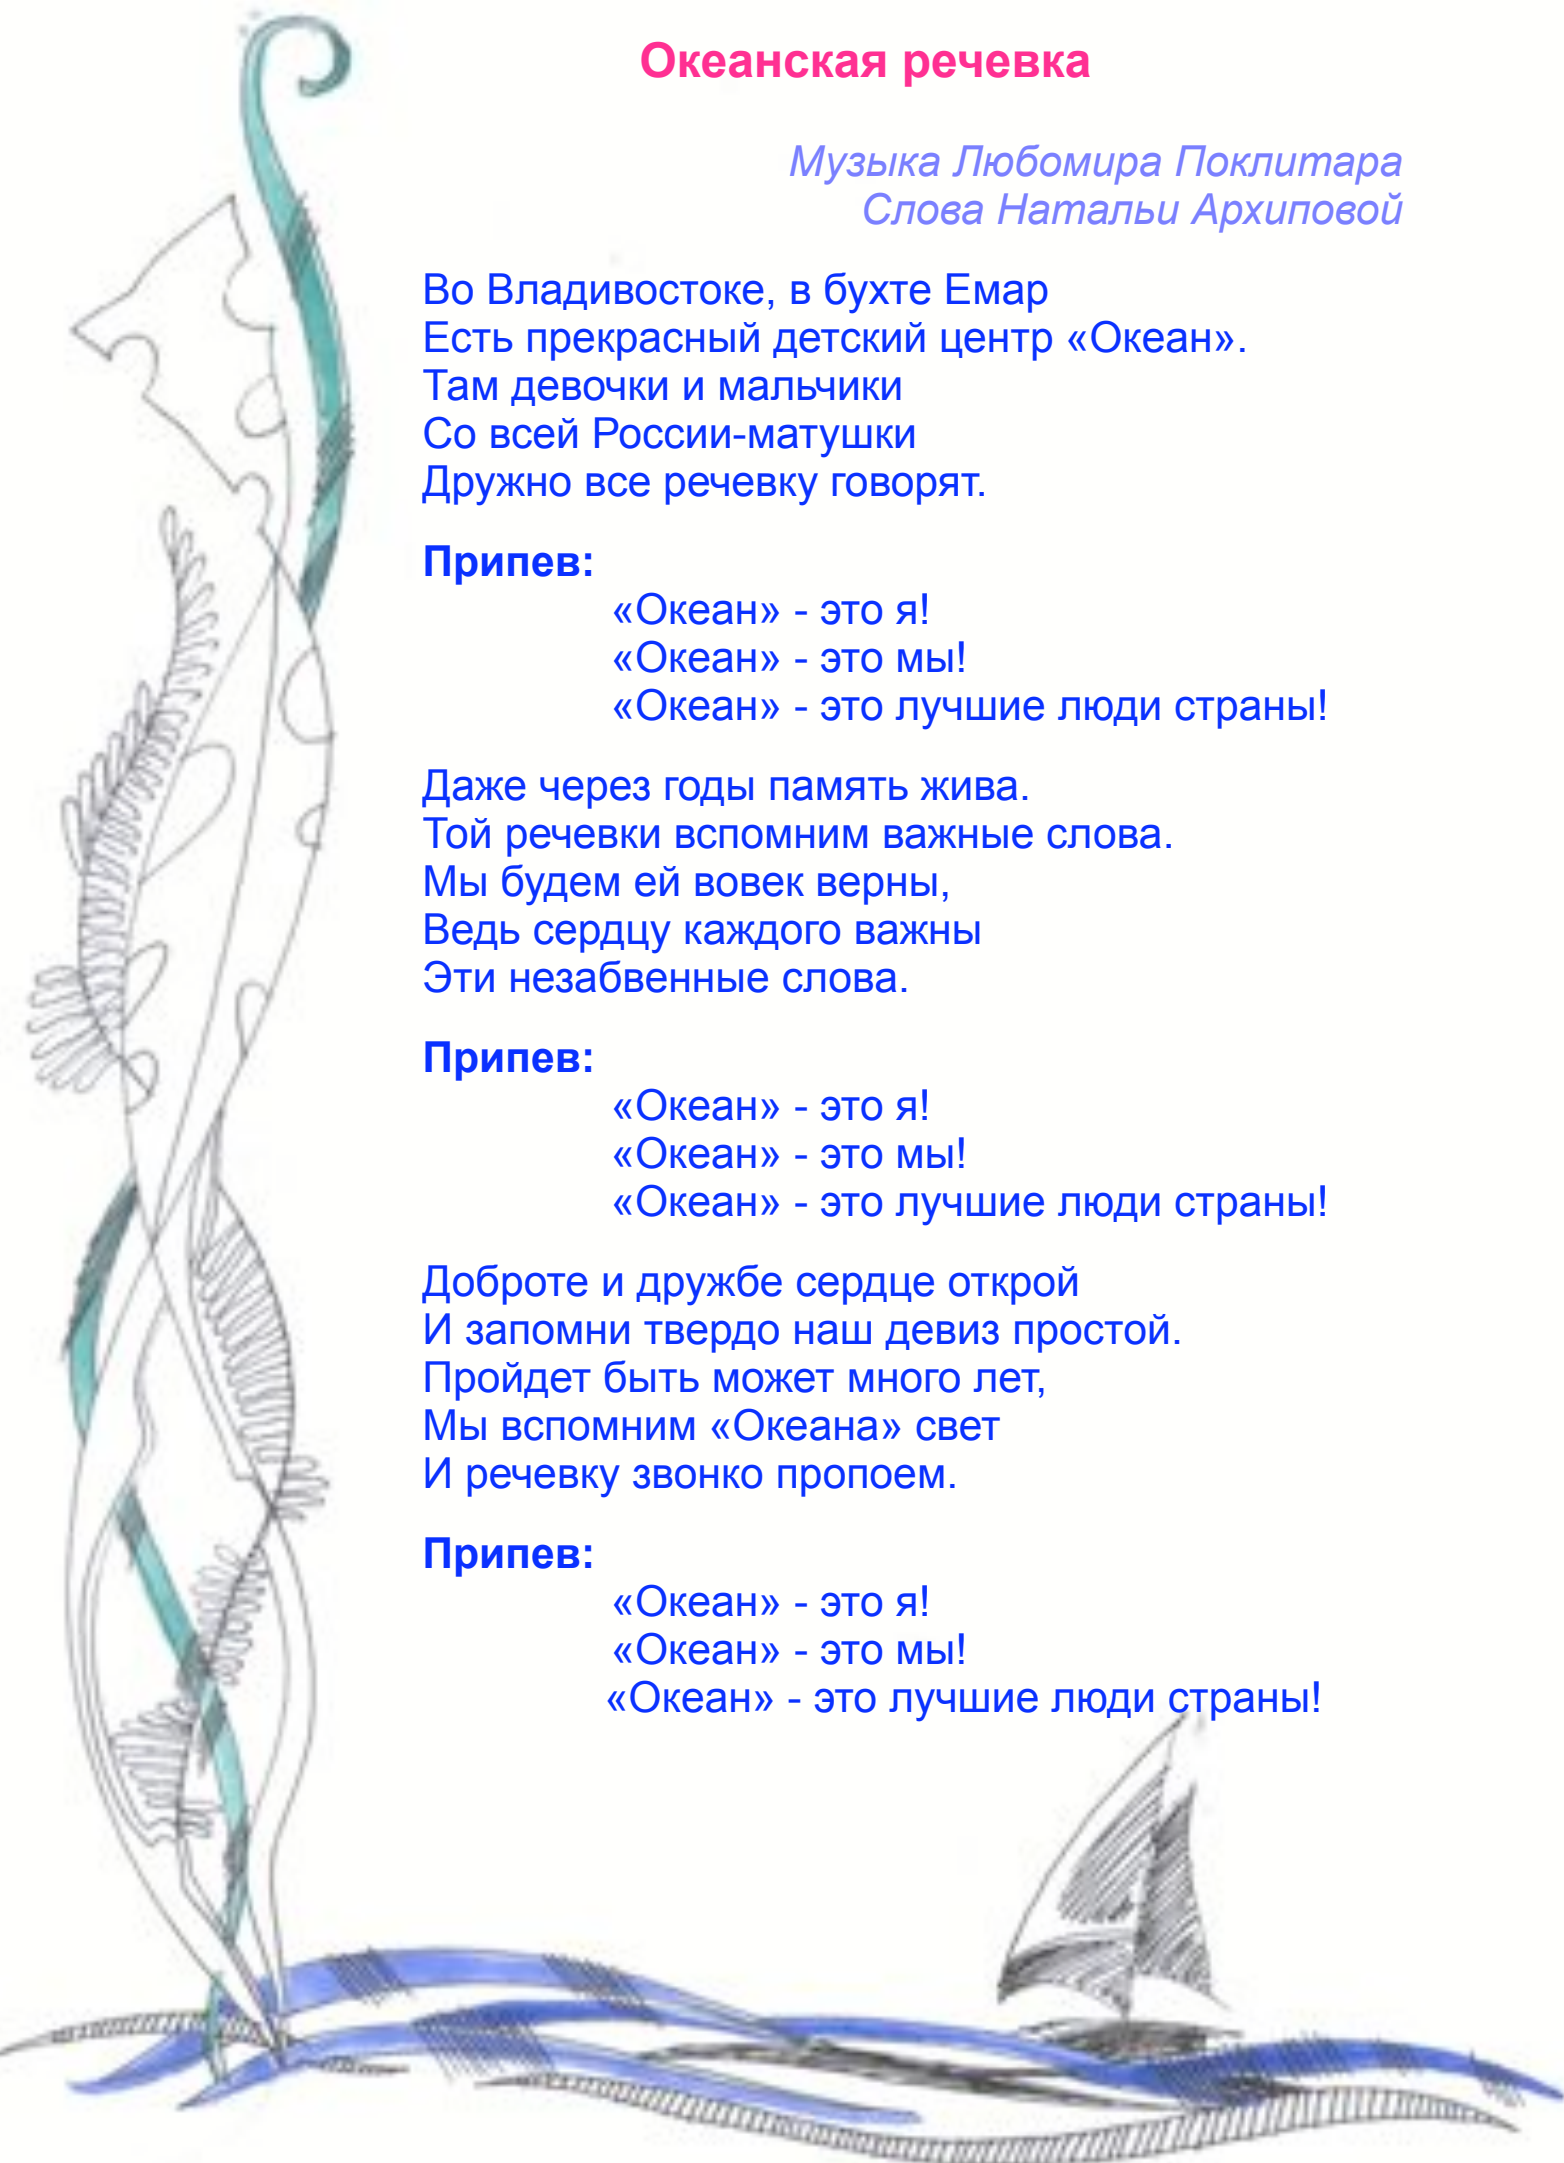 Океанская речевка
Музыка Любомира Поклитара
Слова Натальи Архиповой
Во Владивостоке, в бухте Емар
Есть прекрасный детский центр «Океан».
Там девочки и мальчики
Со всей России-матушки
Дружно все речевку говорят.
Припев:
«Океан» - это я!
«Океан» - это мы!
«Океан» - это лучшие люди страны!
Даже через годы память жива.
Той речевки вспомним важные слова.
Мы будем ей вовек верны,
Ведь сердцу каждого важны
Эти незабвенные слова.
Припев:
«Океан» - это я!
«Океан» - это мы!
«Океан» - это лучшие люди страны!
Доброте и дружбе сердце открой
И запомни твердо наш девиз простой.
Пройдет быть может много лет,
Мы вспомним «Океана» свет
И речевку звонко пропоем.
Припев:
«Океан» - это я!
«Океан» - это мы!
«Океан» - это лучшие люди страны!